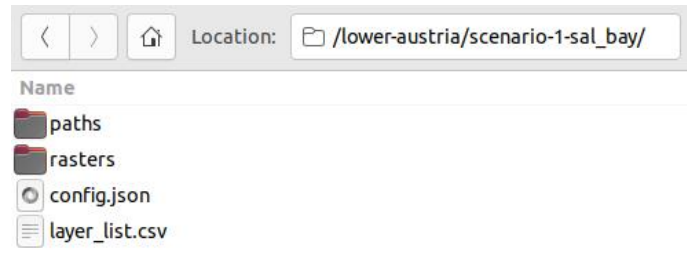 Location: /lower-austria/scenario-1-sal_bay/
Name
paths
rasters
config.json
layer_list.csv